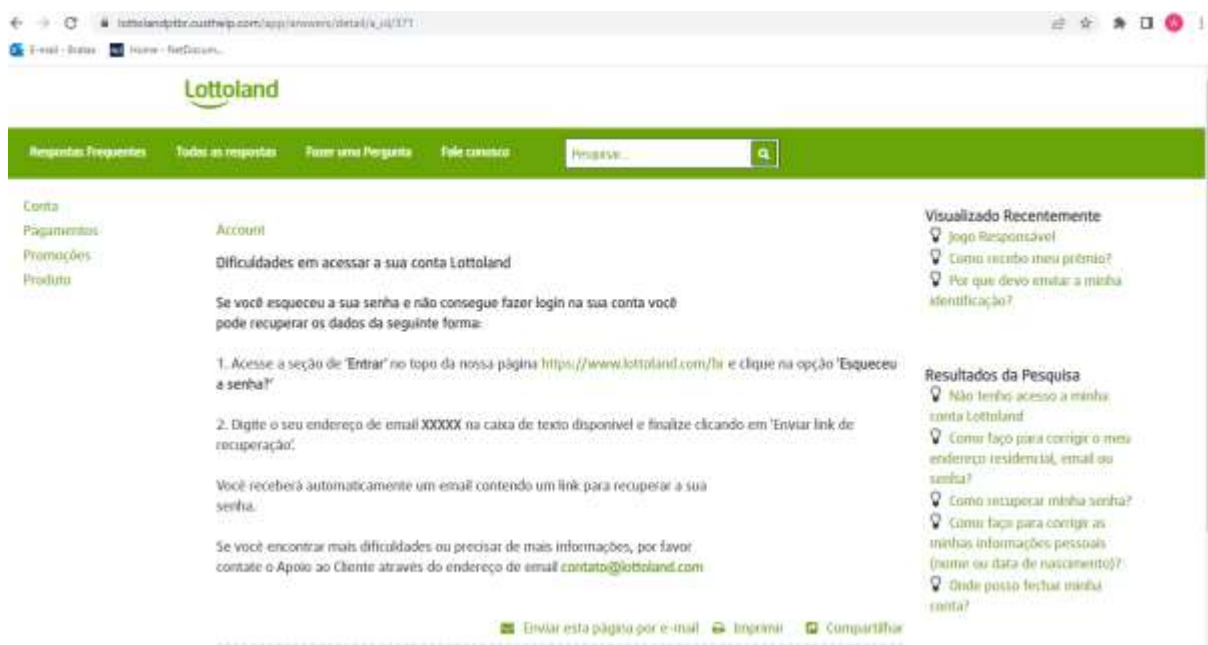 lottolandptbr.custhelp.com/app/answers/detail/a_id/371
E-mail - Bratax Home - NetDocum...
Lottoland
Respostas Frequentes Todas as respostas Fazer uma Pergunta Fale conosco Pesquisar...
Conta
Pagamentos
Promoções
Produto
Account
Dificuldades em acessar a sua conta Lottoland
Se você esqueceu a sua senha e não consegue fazer login na sua conta você
pode recuperar os dados da seguinte forma:
1. Acesse a seção de 'Entrar' no topo da nossa página https://www.lottoland.com/br e clique na opção 'Esqueceu
a senha?'
2. Digite o seu endereço de email XXXXX na caixa de texto disponível e finalize clicando em 'Enviar link de
recuperação'.
Você receberá automaticamente um email contendo um link para recuperar a sua
senha.
Se você encontrar mais dificuldades ou precisar de mais informações, por favor
contate o Apoio ao Cliente através do endereço de email contato@lottoland.com
Enviar esta página por e-mail Imprimir Compartilhar
Visualizado Recentemente
Jogo Responsável
Como recebo meu prêmio?
Por que devo enviar a minha
identificação?
Resultados da Pesquisa
Não tenho acesso a minha
conta Lottoland
Como faço para corrigir o meu
endereço residencial, email ou
senha?
Como recuperar minha senha?
Como faço para corrigir as
minhas informações pessoais
(nome ou data de nascimento)?
Onde posso fechar minha
conta?